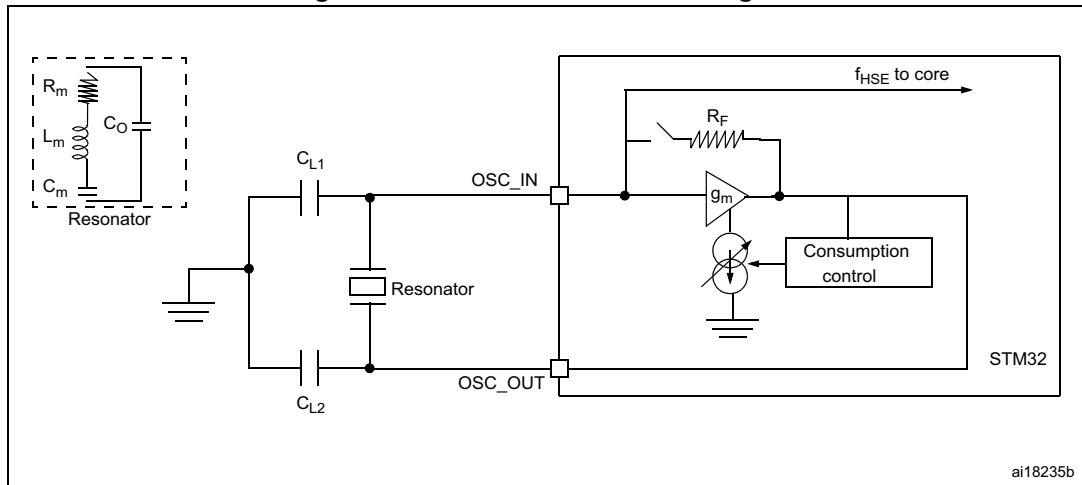 R_m
L_m
C_O
C_m
Resonator
C_L1
C_L2
Resonator
OSC_IN
OSC_OUT
f_HSE to core
R_F
g_m
Consumption
control
STM32
ai18235b